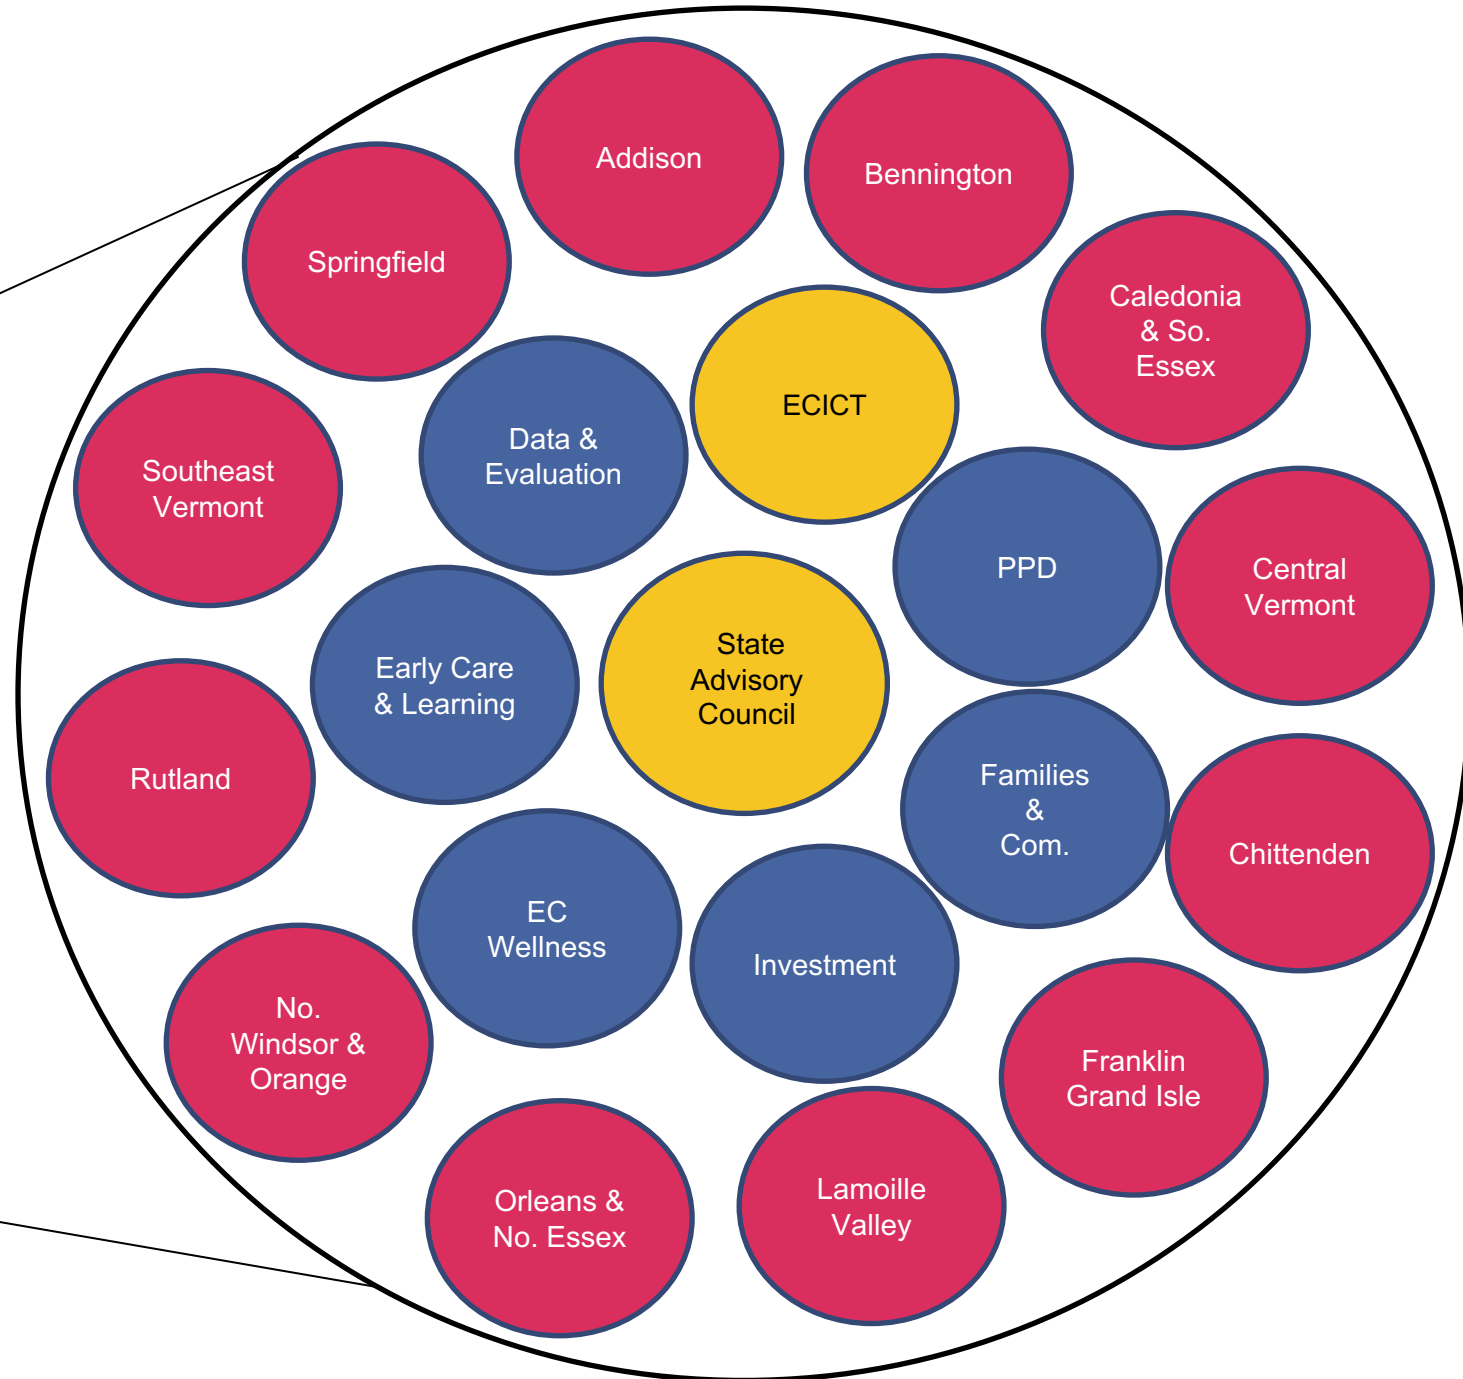 Addison
Bennington
Springfield
Caledonia
& So.
Essex
ECICT
Data &
Evaluation
Southeast
Vermont
PPD
Central
Vermont
State
Advisory
Council
Early Care
& Learning
Rutland
Families
&
Com.
Chittenden
EC
Wellness
Investment
No.
Windsor &
Orange
Franklin
Grand Isle
Orleans &
No. Essex
Lamoille
Valley